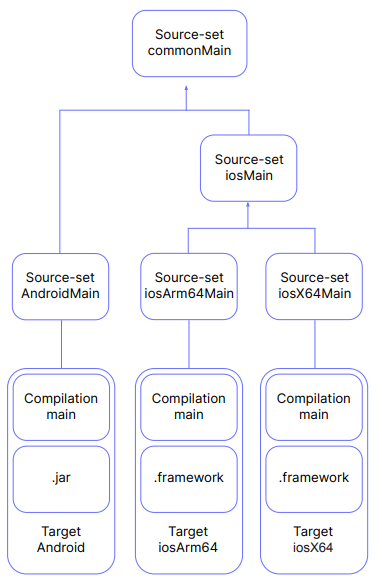 Source-set
commonMain
Source-set
iosMain
Source-set
AndroidMain
Source-set
iosArm64Main
Source-set
iosX64Main
Compilation
main
Compilation
main
Compilation
main
.jar
.framework
.framework
Target
Android
Target
iosArm64
Target
iosX64